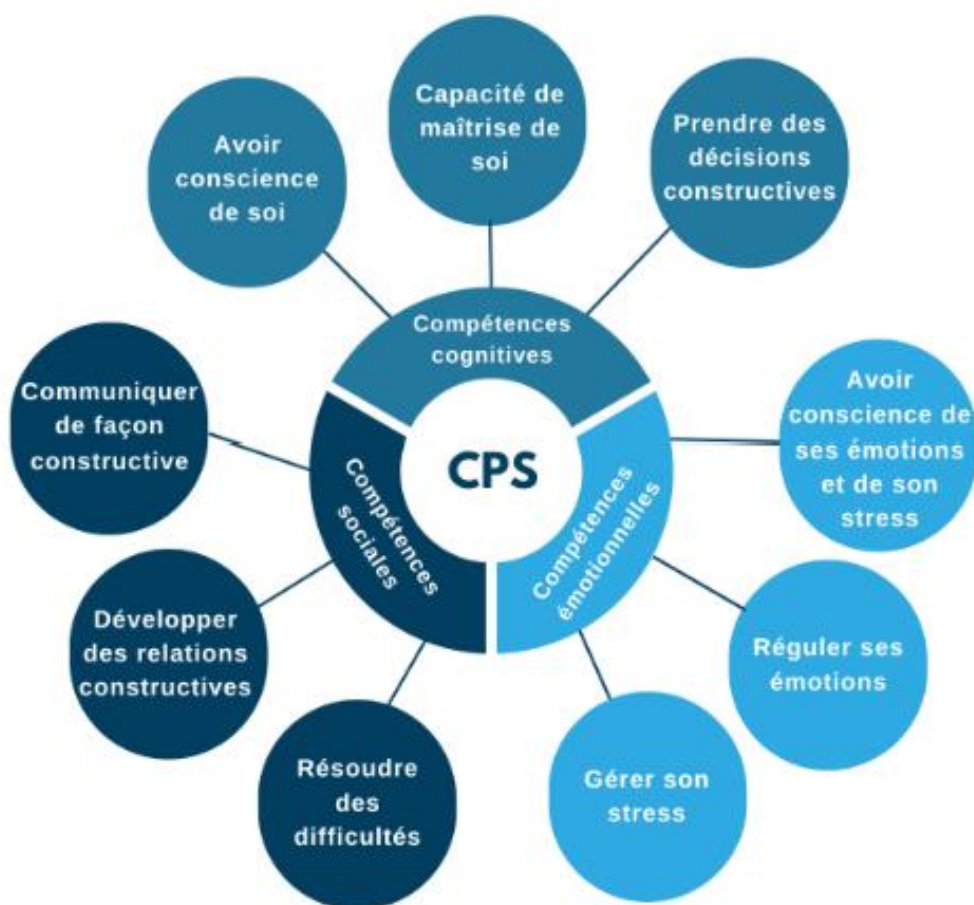 Capacité de
maîtrise de
soi
Avoir
conscience
de soi
Prendre des
décisions
constructives
Compétences
cognitives
Communiquer
de façon
constructive
Avoir
conscience de
ses émotions
et de son
stress
CPS
Compétences
sociales
Compétences
émotionnelles
Développer
des relations
constructives
Réguler ses
émotions
Résoudre
des
difficultés
Gérer son
stress